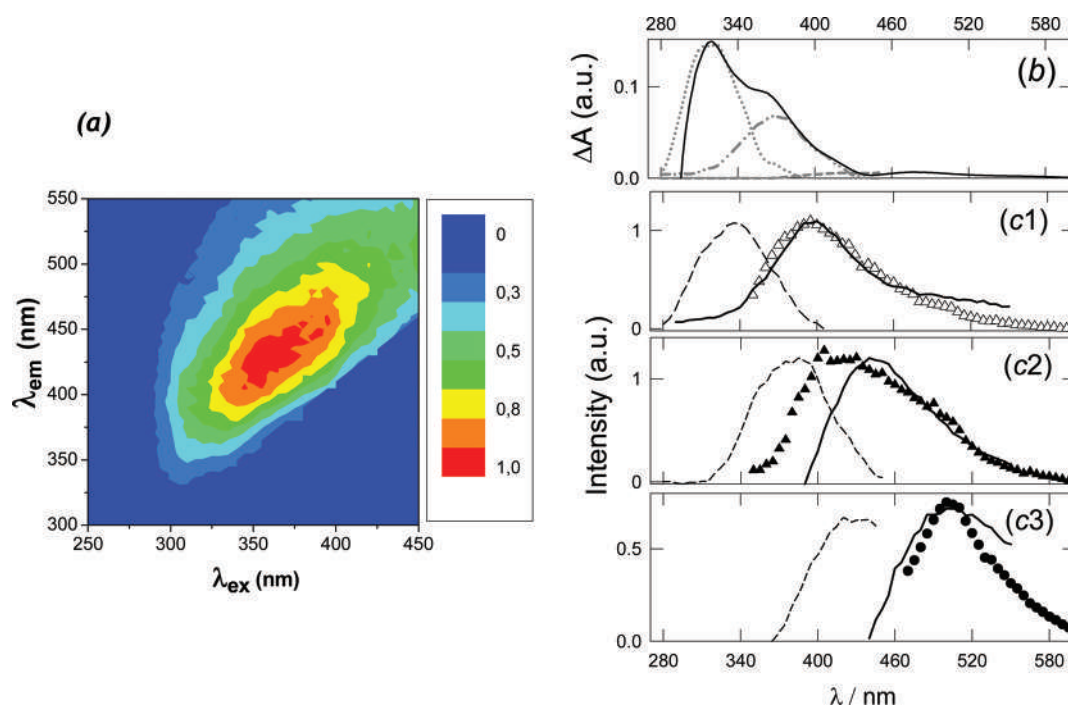 (a)
λem (nm)
550
500
450
400
350
300
250 300 350 400 450
λex (nm)
0
0,3
0,5
0,8
1,0
280 340 400 460 520 580
ΔA (a.u.)
0.1
0.0
(b)
Intensity (a.u.)
1
0
(c1)
1
0
(c2)
0.5
0.0
(c3)
280 340 400 460 520 580
λ / nm